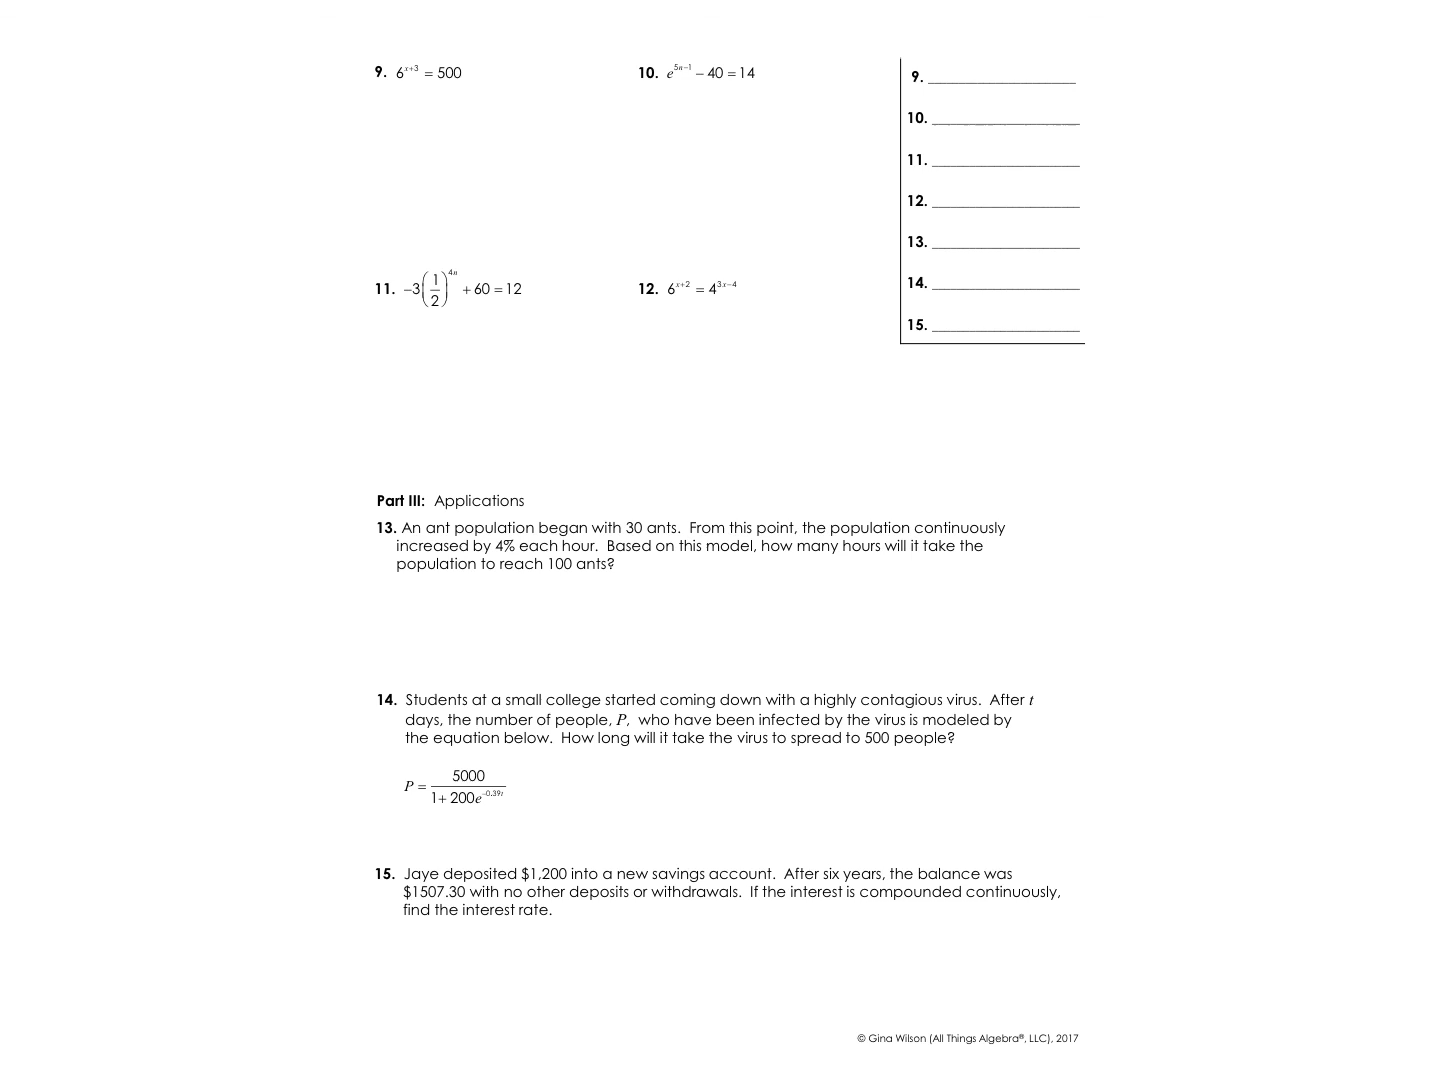 9. 6^{x+3} = 500
10. e^{5n−1} − 40 = 14
11. −3(1/2)^{4n} + 60 = 12
12. 6^{x+2} = 4^{3x−4}
9. ____________________
10. ____________________
11. ____________________
12. ____________________
13. ____________________
14. ____________________
15. ____________________
Part III: Applications
13. An ant population began with 30 ants. From this point, the population continuously
increased by 4% each hour. Based on this model, how many hours will it take the
population to reach 100 ants?
14. Students at a small college started coming down with a highly contagious virus. After t
days, the number of people, P, who have been infected by the virus is modeled by
the equation below. How long will it take the virus to spread to 500 people?
P = 5000/(1+ 200e^{−0.39t})
15. Jaye deposited $1,200 into a new savings account. After six years, the balance was
$1507.30 with no other deposits or withdrawals. If the interest is compounded continuously,
find the interest rate.
© Gina Wilson (All Things Algebra®, LLC), 2017